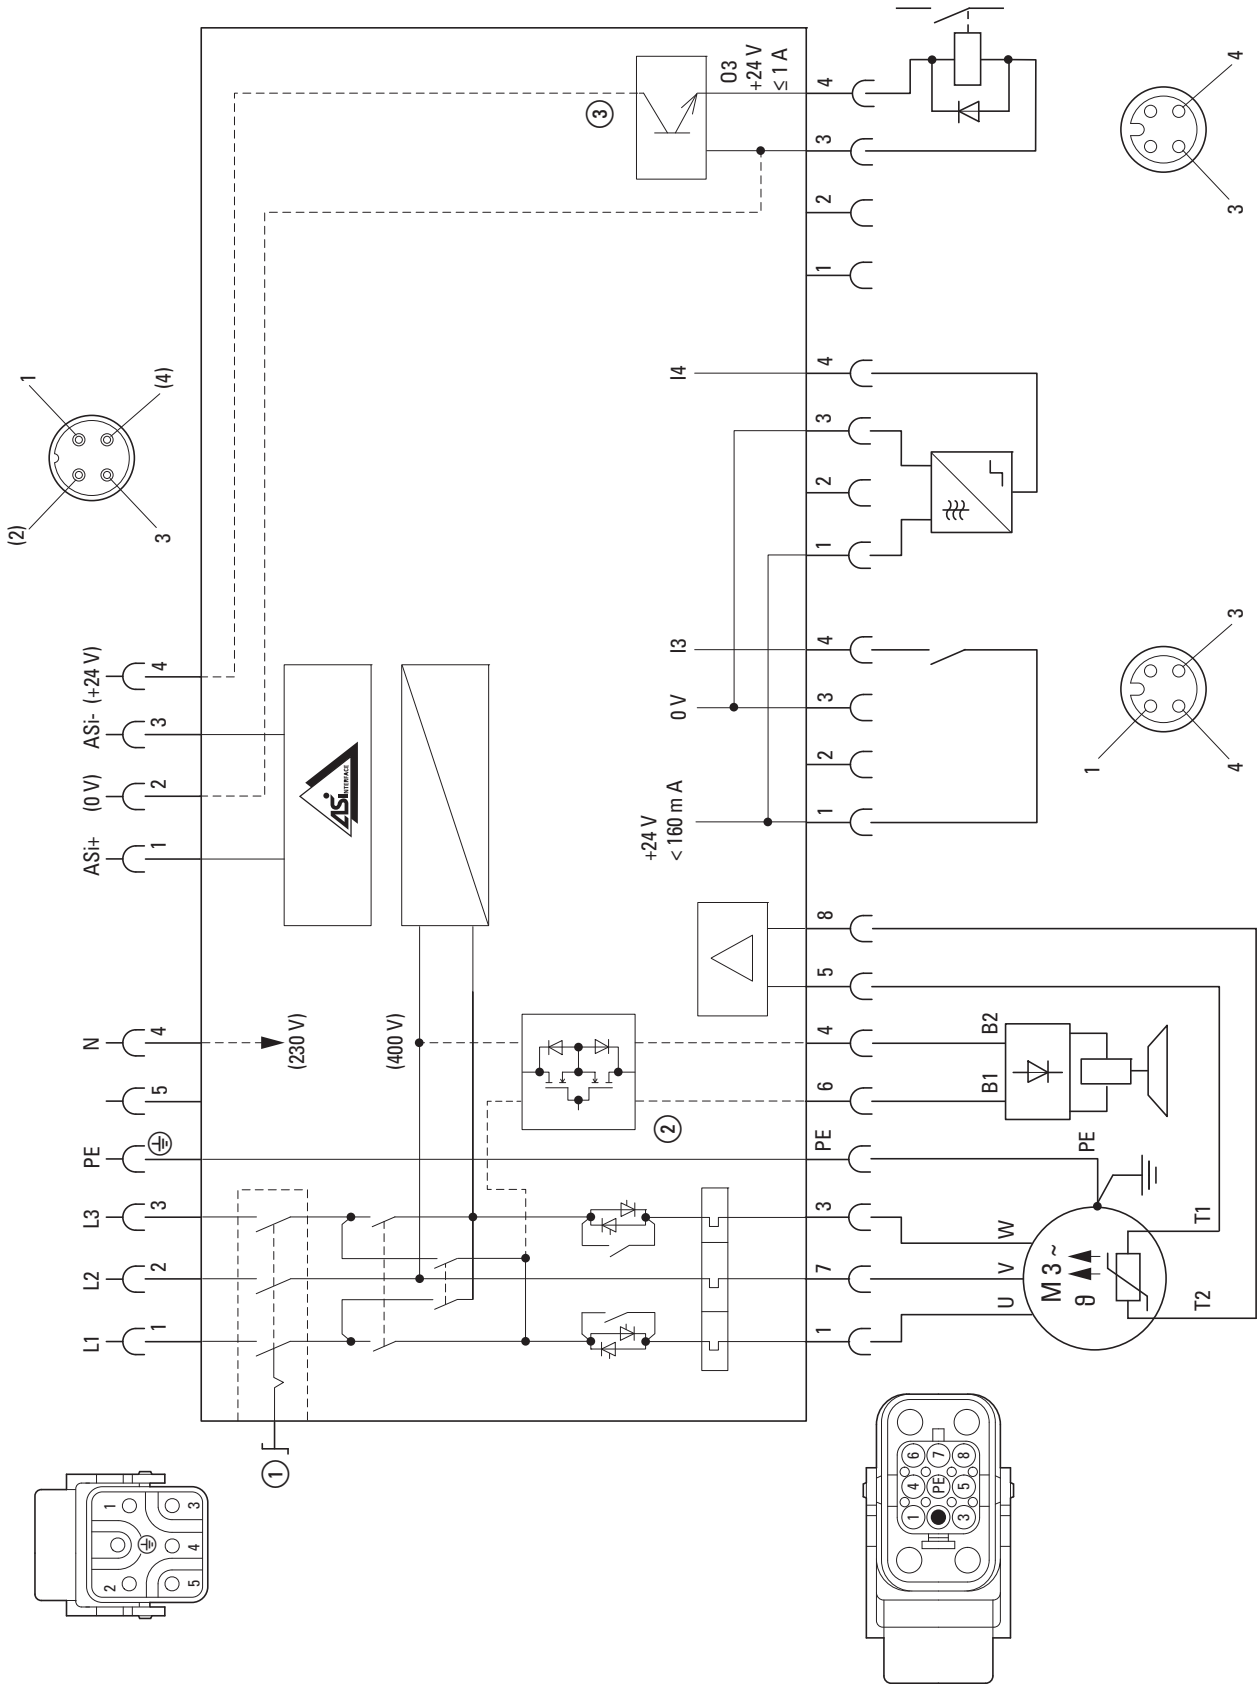 (2)
1
3
(4)
L1
L2
L3
PE
N
ASi+
(0 V)
ASi-
(+24 V)
1
2
3
5
4
1
2
3
4
2
1
5
4
3
1
(230 V)
ASi
INTERFACE
(400 V)
3
2
+24 V
< 160 m A
0 V
I3
I4
O3
+24 V
≤ 1 A
1
7
3
PE
6
4
5
8
1
2
3
4
1
2
3
4
1
2
3
4
1
4
6
PE
7
3
5
8
B1
B2
U
V
W
PE
M 3 ~
ϑ
T2
T1
1
4
3
3
4